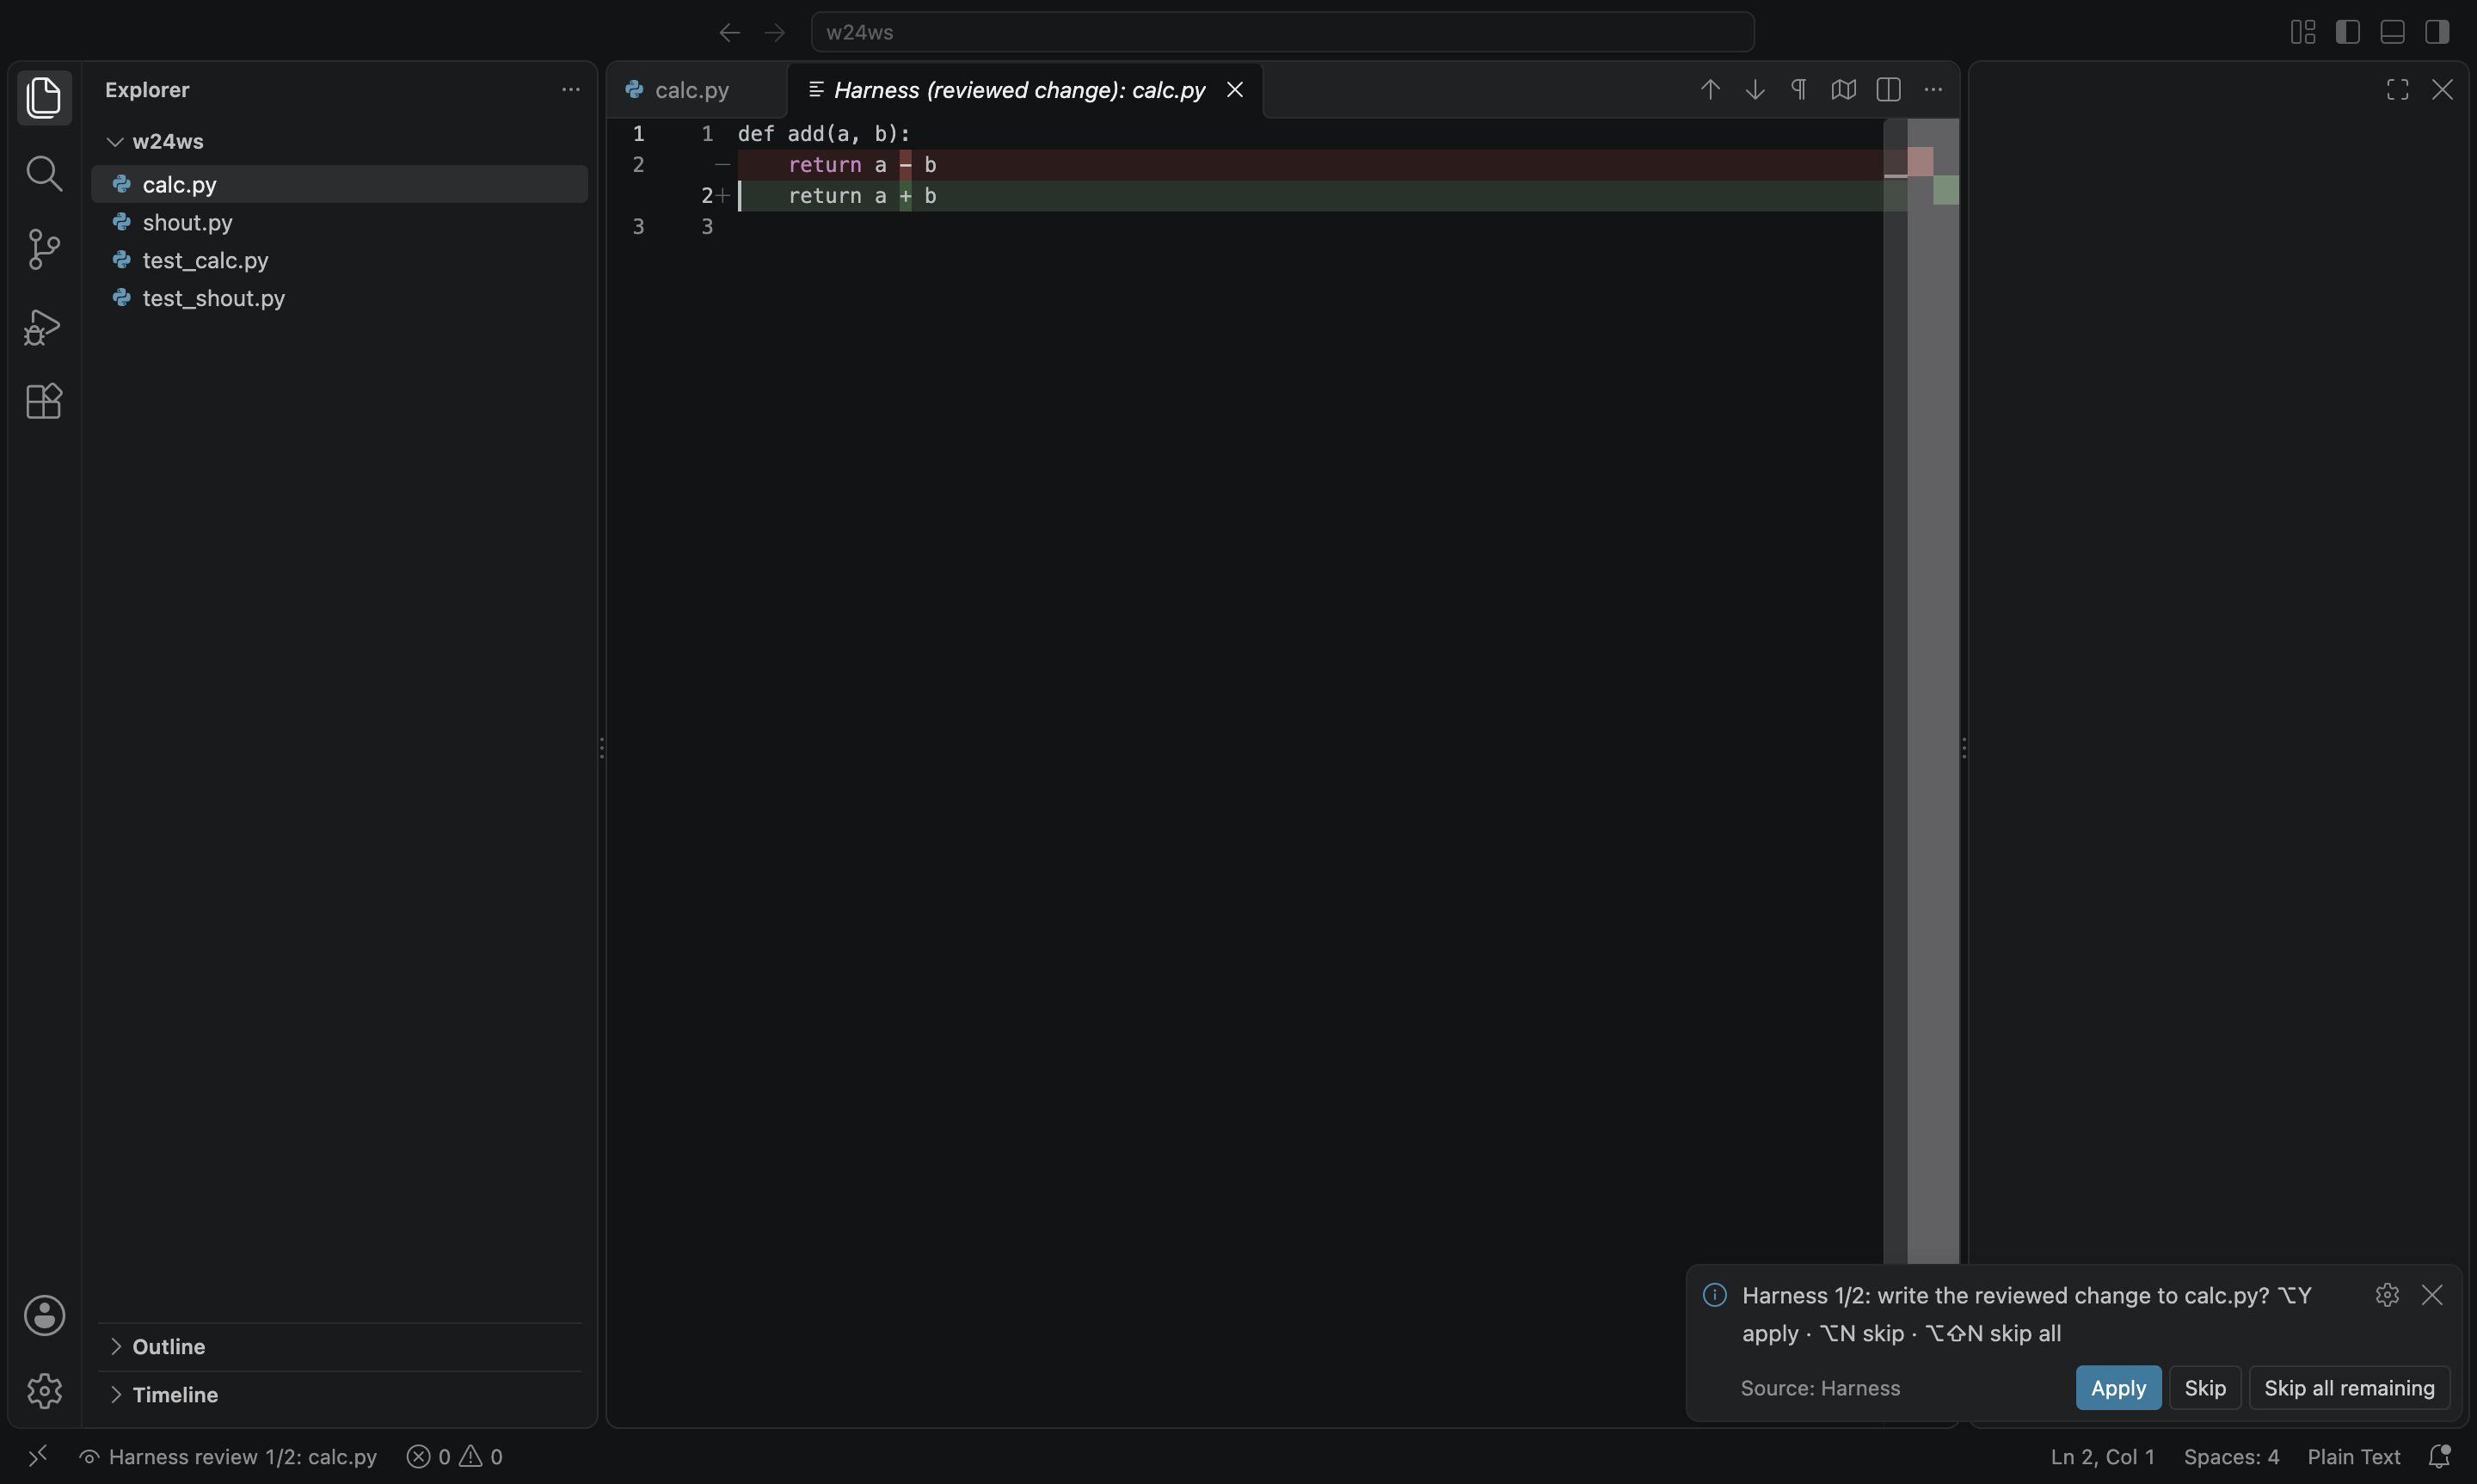 w24ws
Explorer
w24ws
calc.py
shout.py
test_calc.py
test_shout.py
Outline
Timeline
calc.py
Harness (reviewed change): calc.py
1 1 def add(a, b):
2 — return a - b
2+ return a + b
3 3
Harness 1/2: write the reviewed change to calc.py? ⌥Y
apply · ⌥N skip · ⌥⇧N skip all
Source: Harness
Apply
Skip
Skip all remaining
Harness review 1/2: calc.py
0
0
Ln 2, Col 1
Spaces: 4
Plain Text